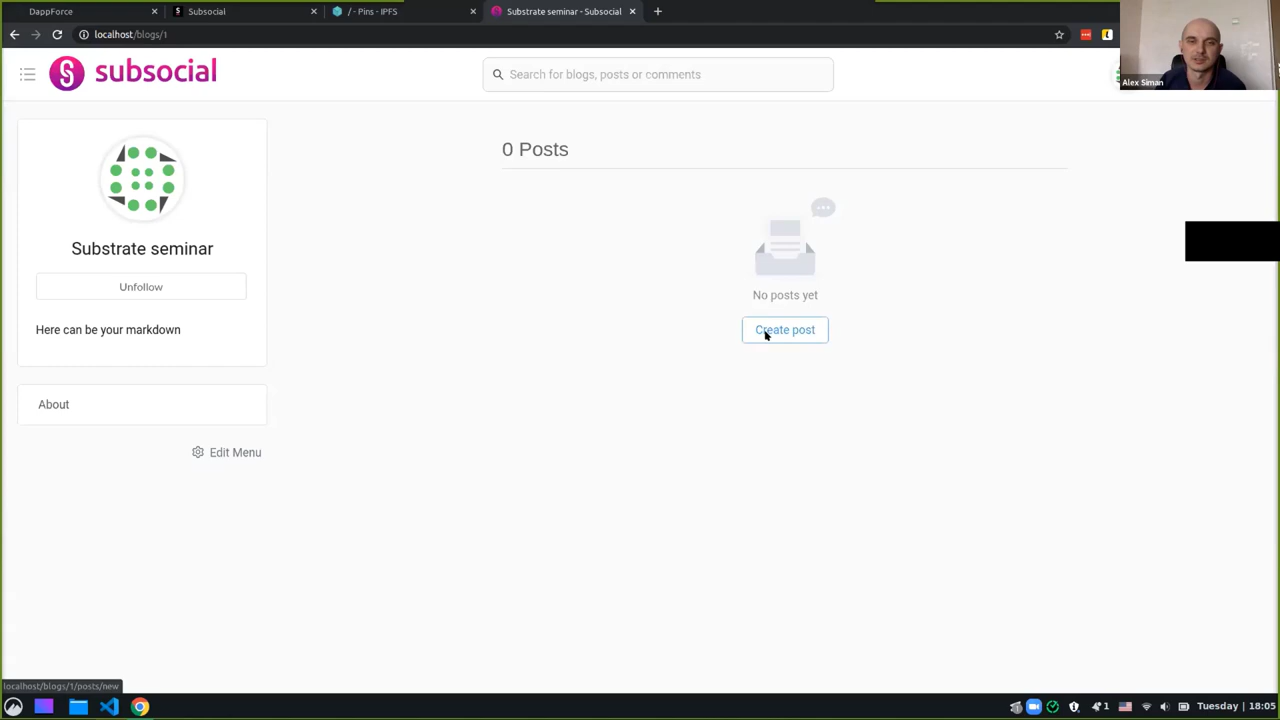 DappForce
Subsocial
/ - Pins - IPFS
Substrate seminar - Subsocial
localhost/blogs/1
subsocial
Search for blogs, posts or comments
Alex Siman
0 Posts
Substrate seminar
Unfollow
No posts yet
Here can be your markdown
Create post
About
Edit Menu
localhost/blogs/1/posts/new
1
Tuesday | 18:05